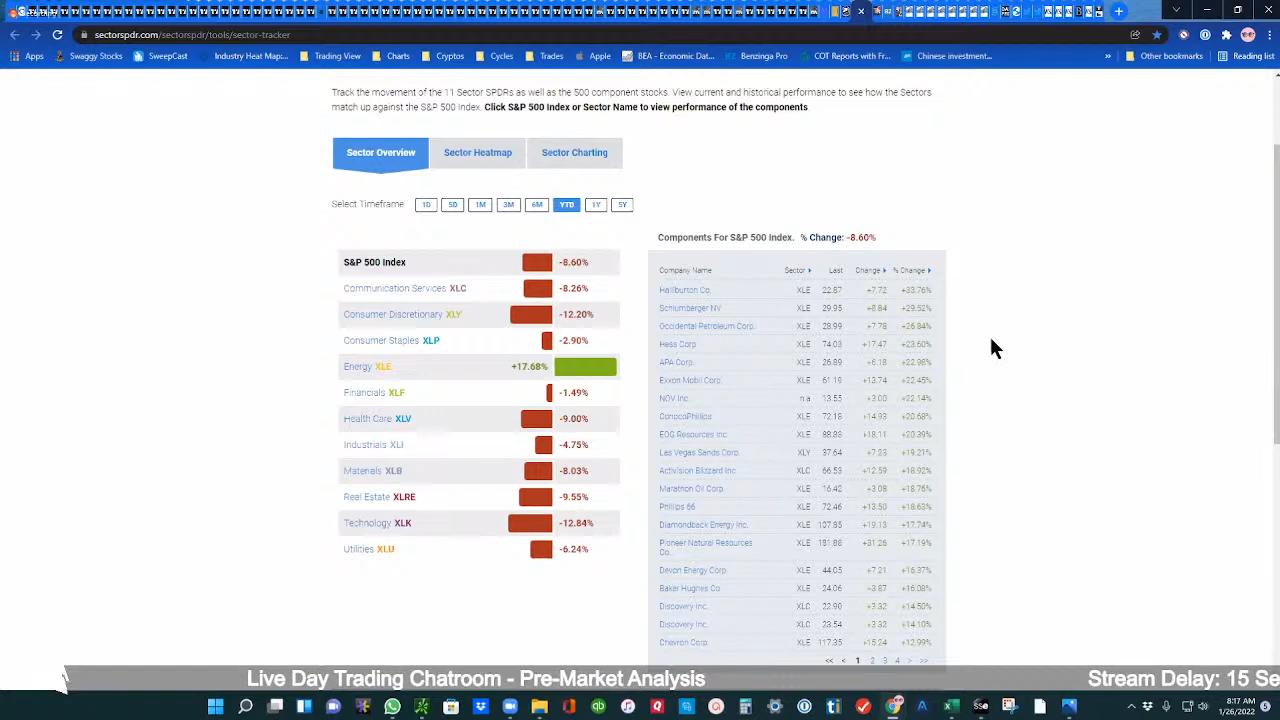 sectorspdr.com/sectorspdr/tools/sector-tracker
Apps Swaggy Stocks SweepCast Industry Heat Map... Trading View Charts Cryptos Cycles Trades Apple BEA - Economic Dat... Benzinga Pro COT Reports with Fr... Chinese investment... » Other bookmarks Reading list
Track the movement of the 11 Sector SPDRs as well as the 500 component stocks. View current and historical performance to see how the Sectors
match up against the S&P 500 Index. Click S&P 500 Index or Sector Name to view performance of the components
Sector Overview Sector Heatmap Sector Charting
Select Timeframe 1D 5D 1M 3M 6M YTD 1Y 5Y
Components For S&P 500 Index. % Change: -8.60%
S&P 500 Index -8.60%
Communication Services XLC -8.26%
Consumer Discretionary XLY -12.20%
Consumer Staples XLP -2.90%
Energy XLE +17.68%
Financials XLF -1.49%
Health Care XLV -9.00%
Industrials XLI -4.75%
Materials XLB -8.03%
Real Estate XLRE -9.55%
Technology XLK -12.84%
Utilities XLU -6.24%
Company Name Sector Last Change % Change
Halliburton Co. XLE 22.87 +7.72 +33.76%
Schlumberger NV XLE 29.95 +8.84 +29.52%
Occidental Petroleum Corp. XLE 28.99 +7.78 +26.84%
Hess Corp. XLE 74.03 +17.47 +23.60%
APA Corp. XLE 26.89 +6.18 +22.98%
Exxon Mobil Corp. XLE 61.19 +13.74 +22.45%
NOV Inc. n.a 13.55 +3.00 +22.14%
ConocoPhillips XLE 72.18 +14.93 +20.68%
EOG Resources Inc. XLE 88.83 +18.11 +20.39%
Las Vegas Sands Corp. XLY 37.64 +7.23 +19.21%
Activision Blizzard Inc. XLC 66.53 +12.59 +18.92%
Marathon Oil Corp. XLE 16.42 +3.08 +18.76%
Phillips 66 XLE 72.46 +13.50 +18.63%
Diamondback Energy Inc. XLE 107.85 +19.13 +17.74%
Pioneer Natural Resources XLE 181.88 +31.26 +17.19%
Co.
Devon Energy Corp. XLE 44.05 +7.21 +16.37%
Baker Hughes Co. XLE 24.06 +3.87 +16.08%
Discovery Inc. XLC 22.90 +3.32 +14.50%
Discovery Inc. XLC 23.54 +3.32 +14.10%
Chevron Corp. XLE 117.35 +15.24 +12.99%
<< < 1 2 3 4 > >>
Live Day Trading Chatroom - Pre-Market Analysis Stream Delay: 15 Se
8:17 AM
1/26/2022